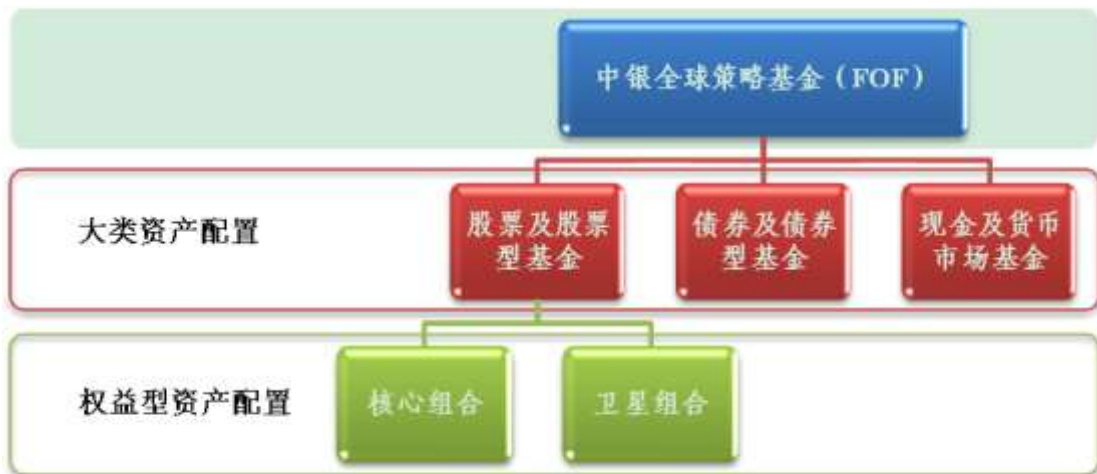 中银全球策略基金（FOF）
大类资产配置
股票及股票
型基金
债券及债券
型基金
现金及货币
市场基金
权益型资产配置
核心组合
卫星组合